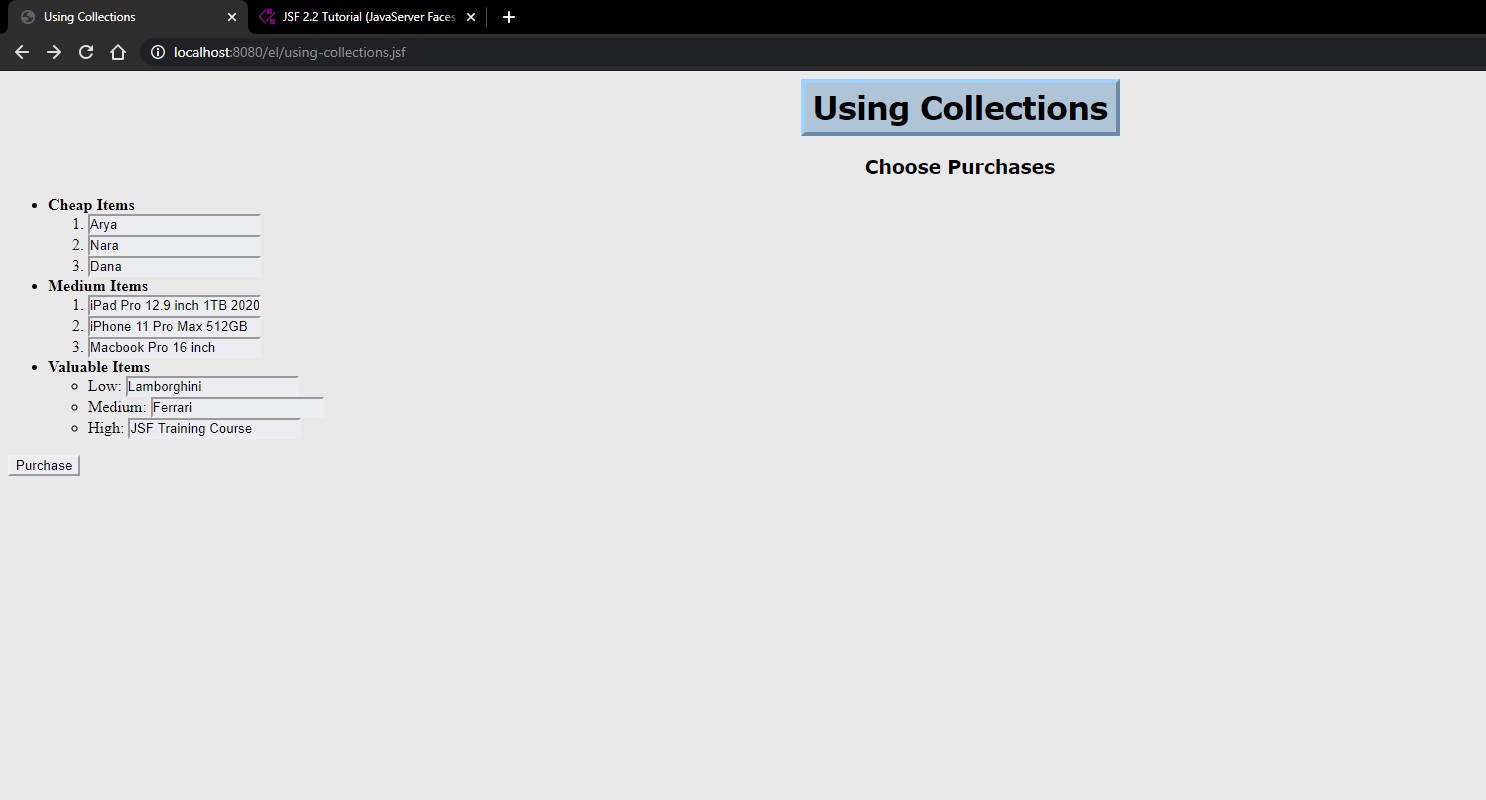 Using Collections
JSF 2.2 Tutorial (JavaServer Faces
localhost:8080/el/using-collections.jsf
Using Collections
Choose Purchases
Cheap Items
1. Arya
2. Nara
3. Dana
Medium Items
1. iPad Pro 12.9 inch 1TB 2020
2. iPhone 11 Pro Max 512GB
3. Macbook Pro 16 inch
Valuable Items
Low: Lamborghini
Medium: Ferrari
High: JSF Training Course
Purchase